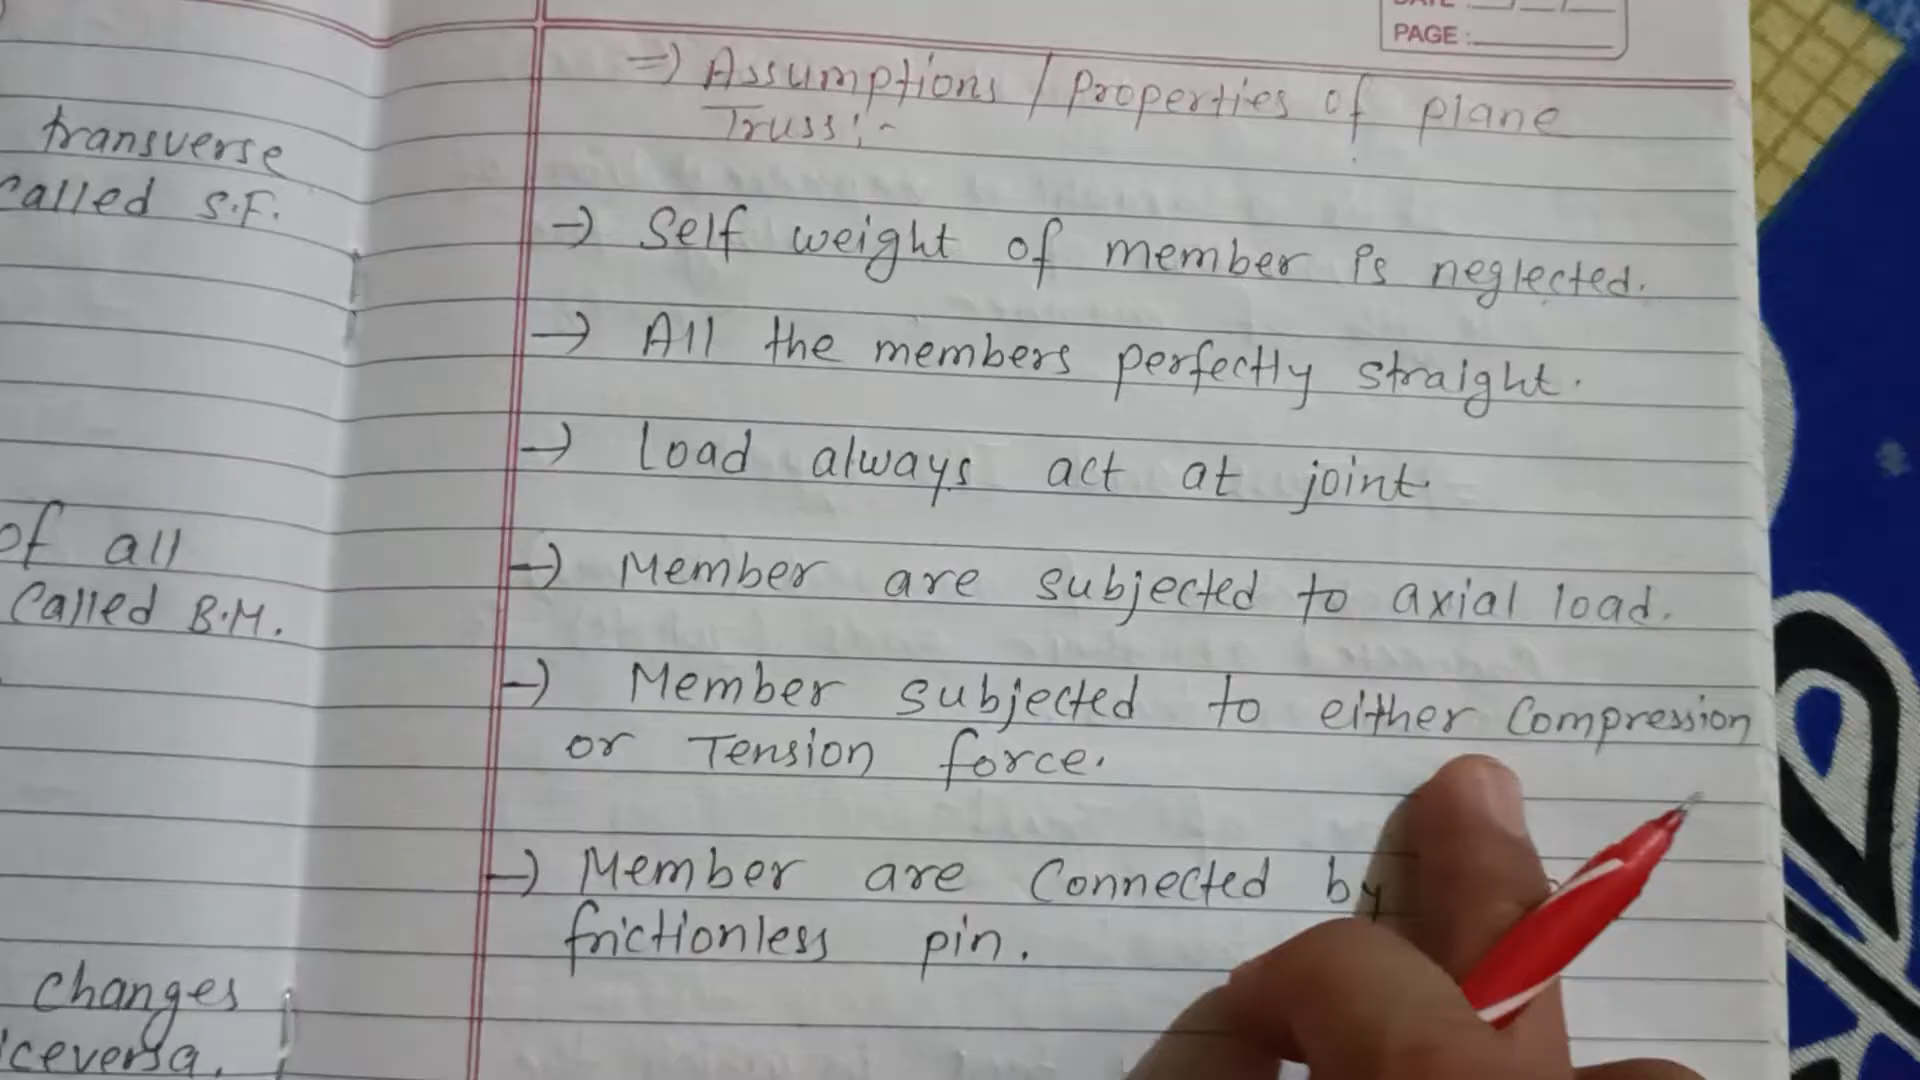 PAGE :
=) Assumptions / Properties of plane
Truss :-
-> Self weight of member is neglected.
-> All the members perfectly straight.
-> Load always act at joint.
-> Member are subjected to axial load.
-> Member subjected to either Compression
or Tension force.
-> Member are Connected by
frictionless pin.
transverse
called S.F.
of all
Called B.M.
changes